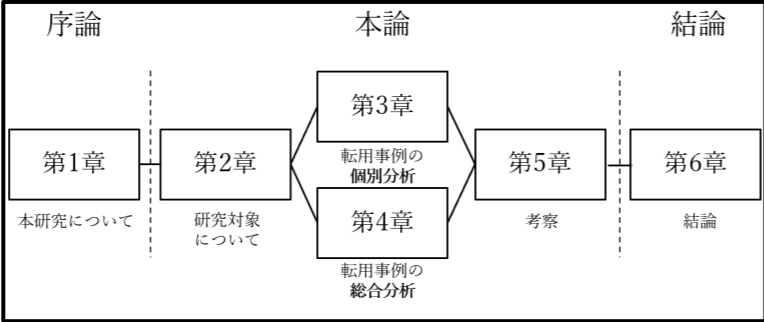 序論
本論
結論
第1章
本研究について
第2章
研究対象
について
第3章
転用事例の
個別分析
第4章
転用事例の
総合分析
第5章
考察
第6章
結論